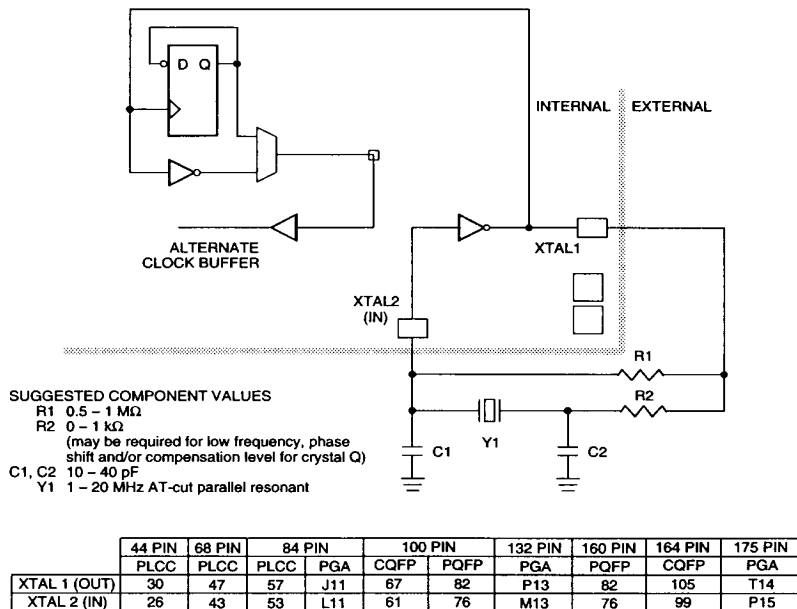 D Q
INTERNAL
EXTERNAL
ALTERNATE
CLOCK BUFFER
XTAL1
XTAL2
(IN)
R1
R2
C1
Y1
C2
SUGGESTED COMPONENT VALUES
R1 0.5 – 1 MΩ
R2 0 – 1 kΩ
(may be required for low frequency, phase
shift and/or compensation level for crystal Q)
C1, C2 10 – 40 pF
Y1 1 – 20 MHz AT-cut parallel resonant
44 PIN 68 PIN 84 PIN 100 PIN 132 PIN 160 PIN 164 PIN 175 PIN
PLCC PLCC PLCC PGA CQFP PQFP PGA PQFP CQFP PGA
XTAL 1 (OUT) 30 47 57 J11 67 82 P13 82 105 T14
XTAL 2 (IN) 26 43 53 L11 61 76 M13 76 99 P15